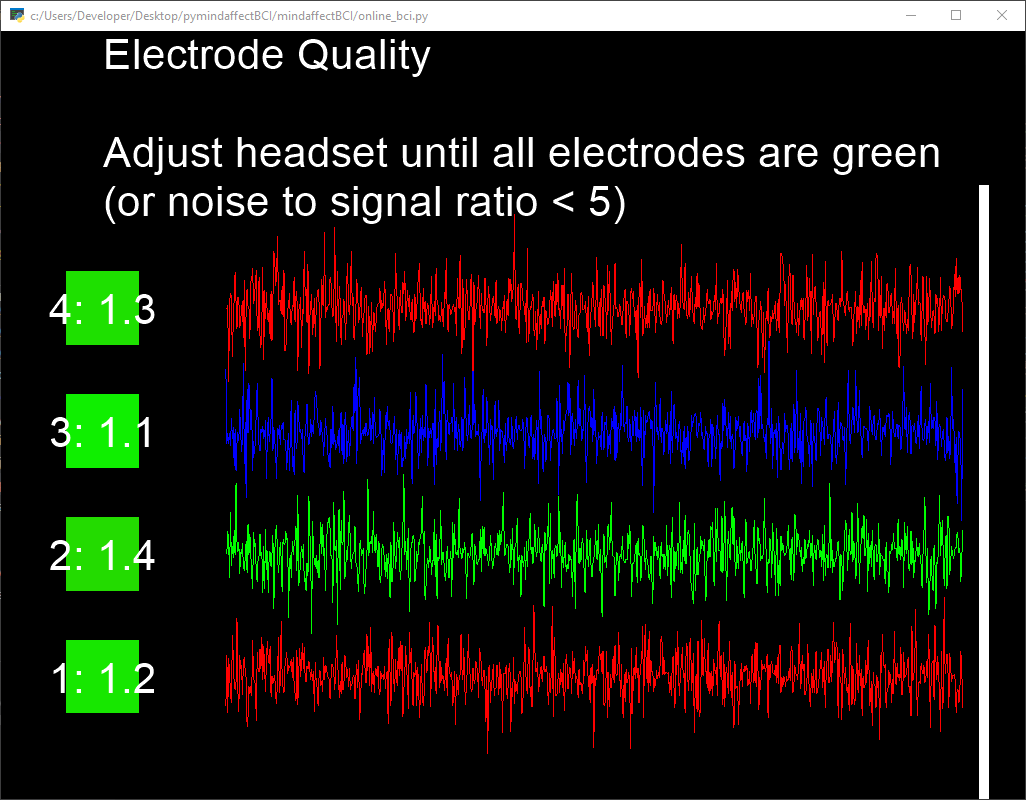 c:/Users/Developer/Desktop/pymindaffectBCI/mindaffectBCI/online_bci.py
Electrode Quality
Adjust headset until all electrodes are green
(or noise to signal ratio < 5)
4: 1.3
3: 1.1
2: 1.4
1: 1.2